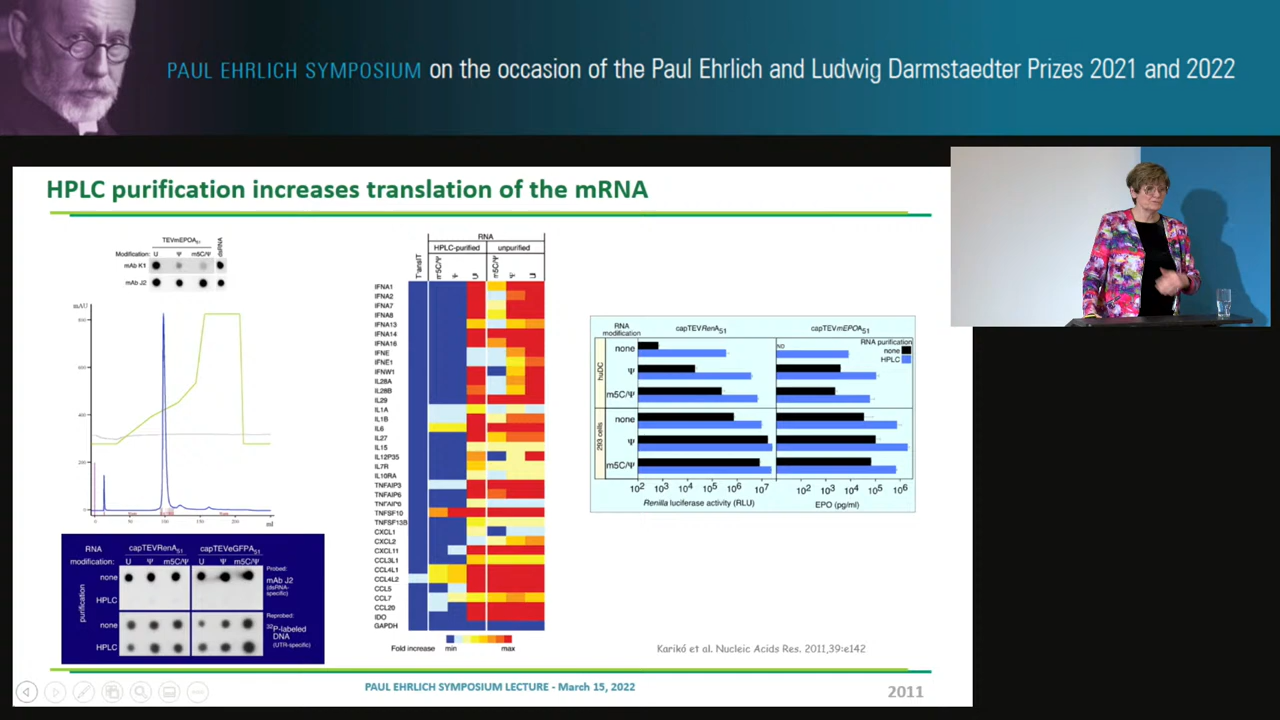 PAUL EHRLICH SYMPOSIUM on the occasion of the Paul Ehrlich and Ludwig Darmstaedter Prizes 2021 and 2022
HPLC purification increases translation of the mRNA
TEVmEPOA51
Modification: U Ψ m5C/Ψ dsRNA
mAb K1
mAb J2
mAU
ml
RNA capTEVRenA51 capTEVeGFPA51
modification: U Ψ m5C/Ψ U Ψ m5C/Ψ
purification
none
HPLC
none
HPLC
Probed:
mAb J2
(dsRNA-
specific)
Reprobed:
32P-labeled
DNA
(UTR-specific)
RNA
HPLC-purified unpurified
TransIT m5C/Ψ Ψ U m5C/Ψ Ψ U
IFNA1
IFNA2
IFNA7
IFNA8
IFNA13
IFNA14
IFNA16
IFNE
IFNE1
IFNW1
IL28A
IL28B
IL29
IL1A
IL1B
IL6
IL27
IL15
IL12P35
IL7R
IL10RA
TNFAIP3
TNFAIP6
TNFSF10
TNFSF13B
CXCL1
CXCL2
CXCL11
CCL3L1
CCL4L1
CCL4L2
CCL5
CCL7
CCL20
IDO
GAPDH
Fold increase min max
RNA
modification
capTEVRenA51 capTEVmEPOA51
RNA purification
none
HPLC
huDC
none ND
Ψ
m5C/Ψ
293 cells
none
Ψ
m5C/Ψ
102 103 104 105 106 107 102 103 104 105 106
Renilla luciferase activity (RLU) EPO (pg/ml)
Karikó et al. Nucleic Acids Res. 2011,39:e142
PAUL EHRLICH SYMPOSIUM LECTURE - March 15, 2022
2011